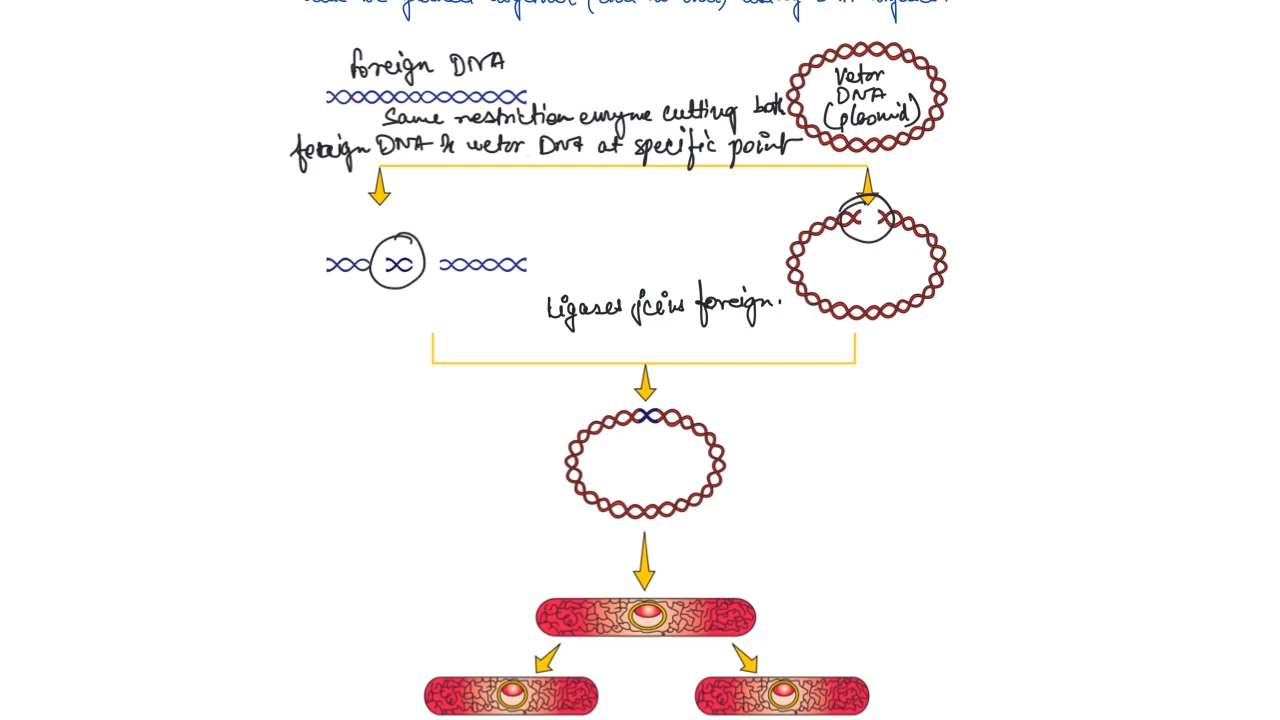 foreign DNA
Vetor
DNA
(plesmid)
Same restriction enzyme cutting both
foreign DNA & vetor DNA at specific point
Ligases joins foreign.